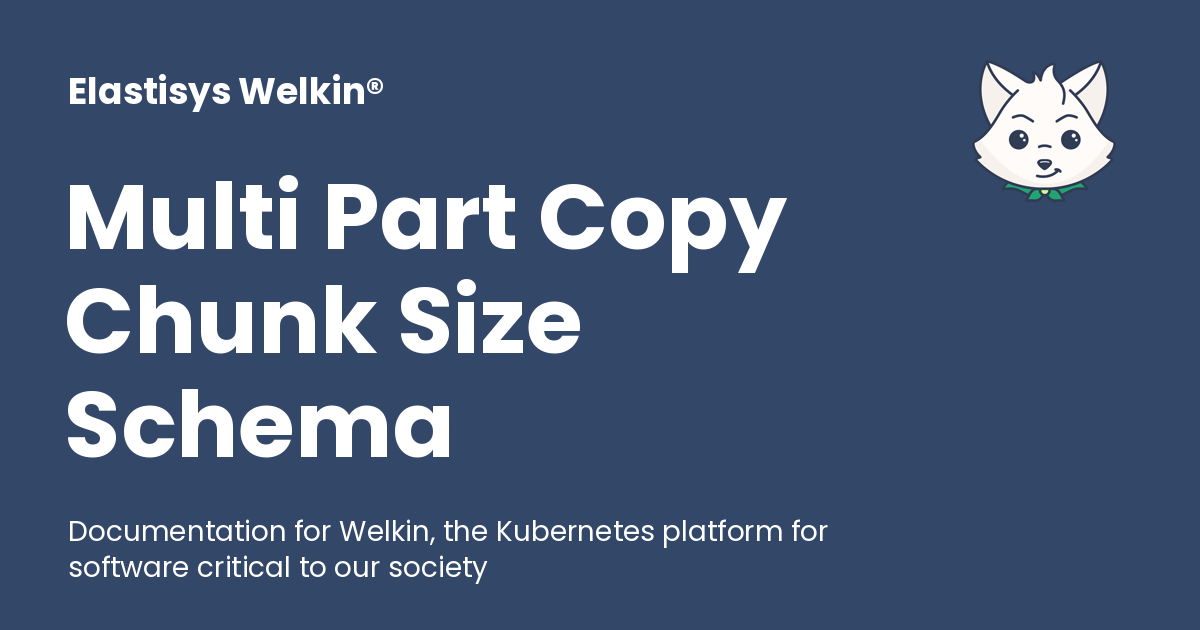 Elastisys Welkin®
Multi Part Copy
Chunk Size
Schema
Documentation for Welkin, the Kubernetes platform for
software critical to our society